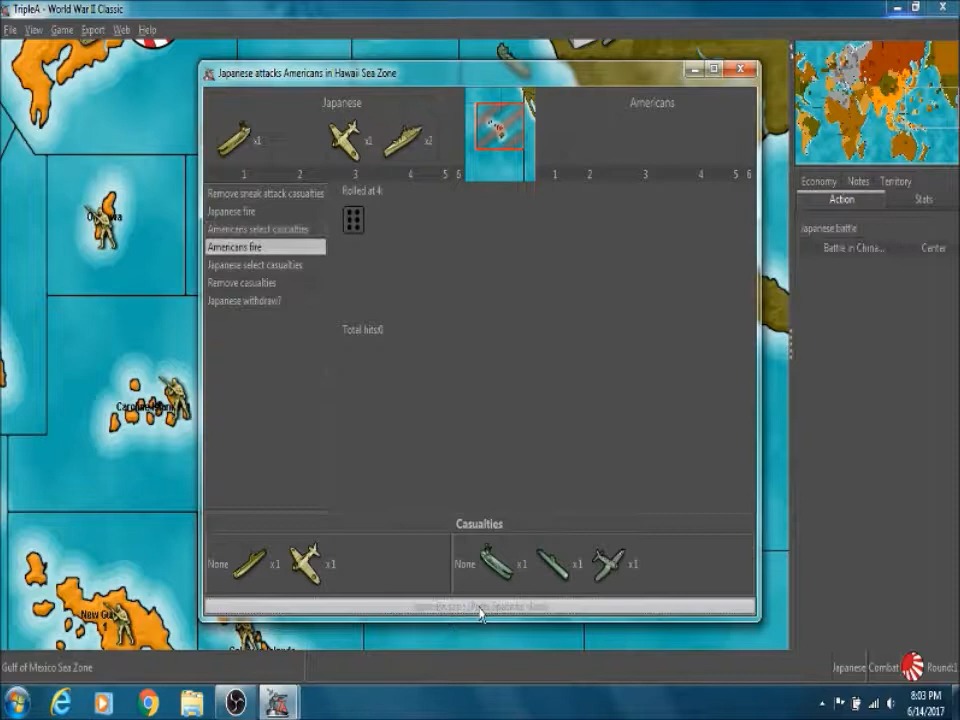 TripleA - World War II Classic
File View Game Export Web Help
Japanese attacks Americans in Hawaii Sea Zone
Japanese
Americans
x1
x1
x2
1 2 3 4 5 6
1 2 3 4 5 6
Remove sneak attack casualties
Japanese fire
Americans select casualties
Americans fire
Japanese select casualties
Remove casualties
Japanese withdraw?
Rolled at 4:
Total hits:0
Casualties
None x1 x1
None x1 x1 x1
Economy Notes Territory
Action Stats
Japanese battle
Battle in China... Center
New Gu
1
Gulf of Mexico Sea Zone
Japanese Combat Round:1
8:03 PM
6/14/2017